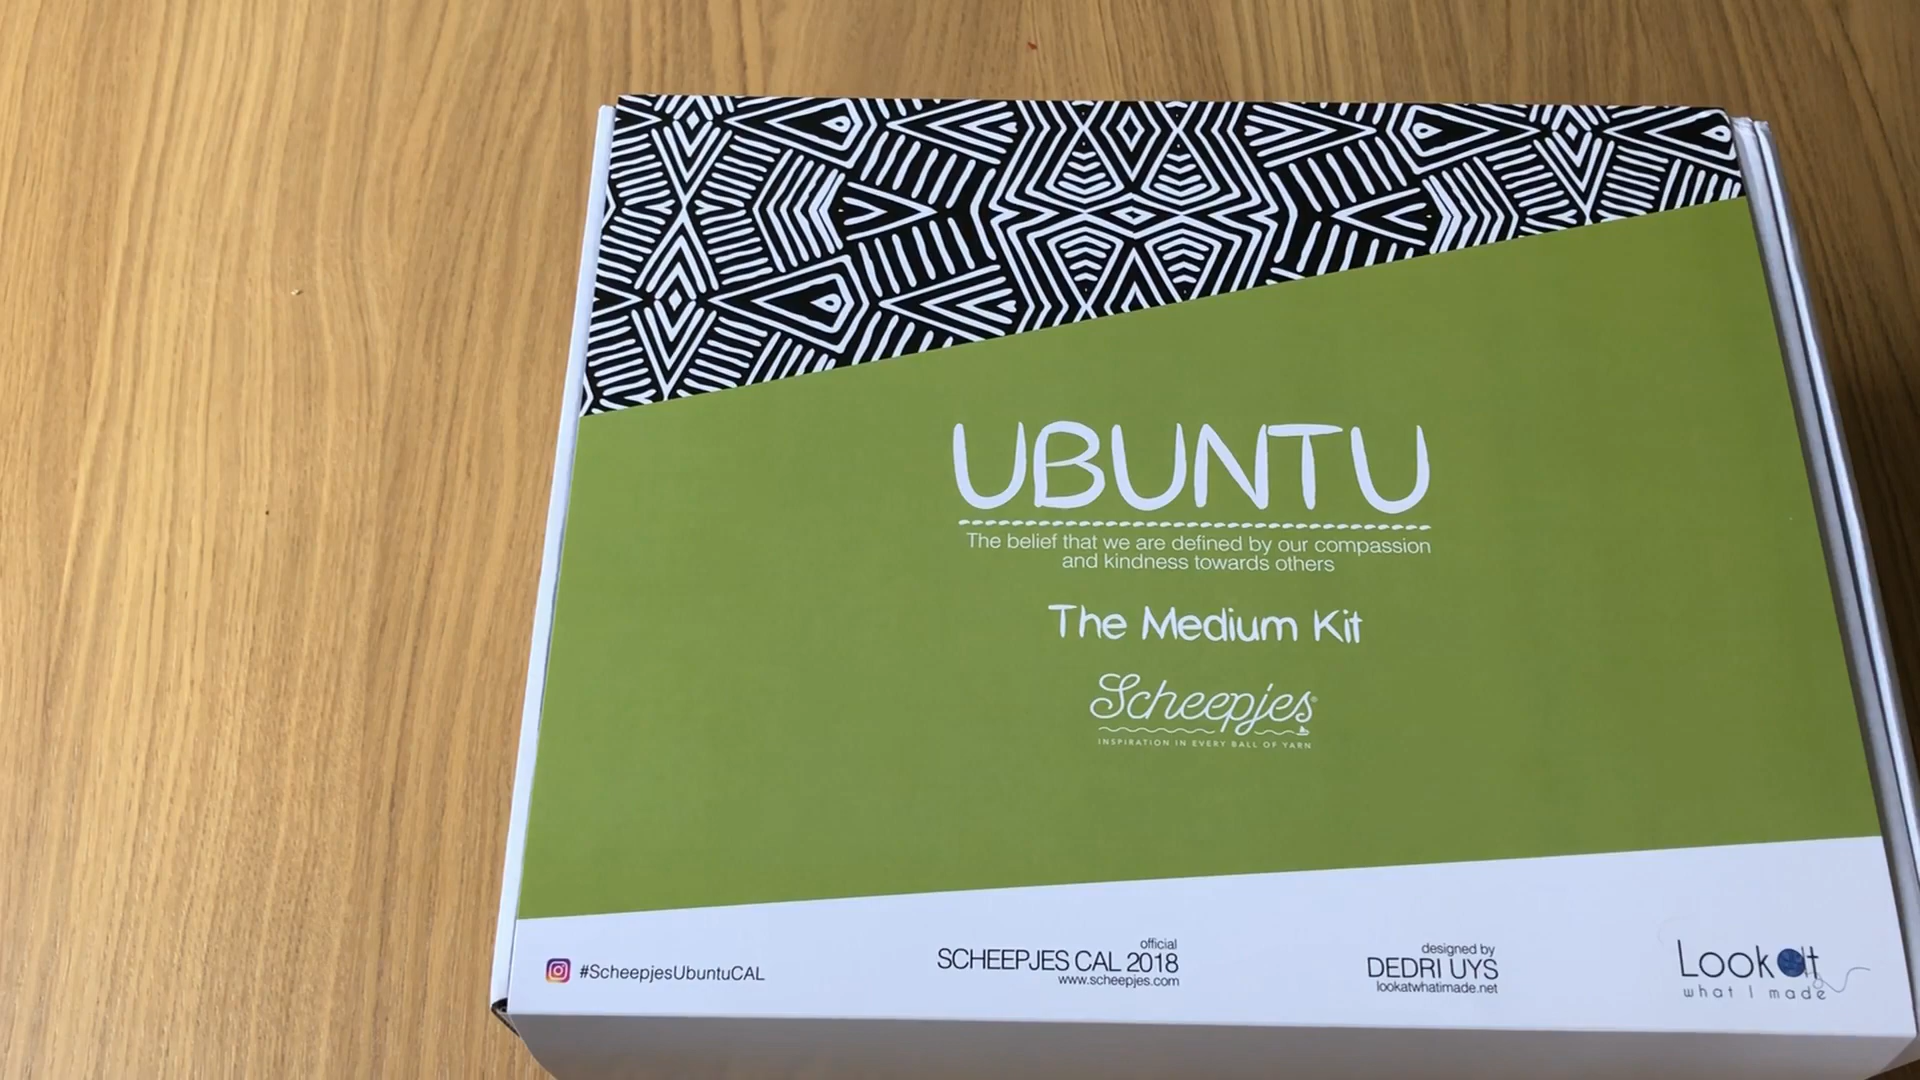 UBUNTU
The belief that we are defined by our compassion
and kindness towards others
The Medium Kit
Scheepjes®
INSPIRATION IN EVERY BALL OF YARN
#ScheepjesUbuntuCAL
official
SCHEEPJES CAL 2018
www.scheepjes.com
designed by
DEDRI UYS
lookatwhatimade.net
Look At
what I made